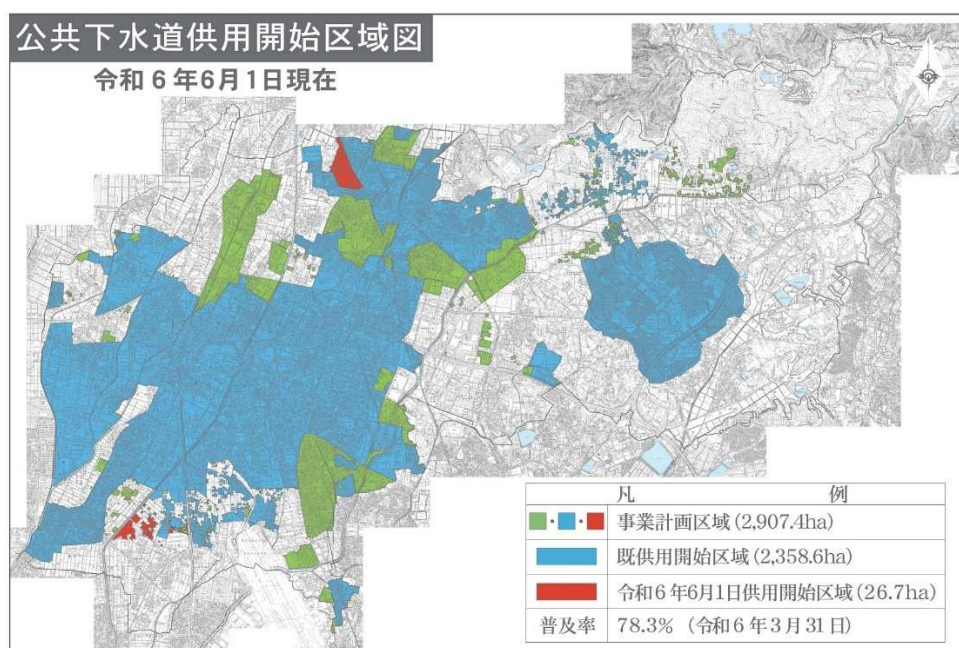 公共下水道供用開始区域図
令和6年6月1日現在
凡 例
事業計画区域(2,907.4ha)
既供用開始区域(2,358.6ha)
令和6年6月1日供用開始区域(26.7ha)
普及率 78.3% (令和6年3月31日)